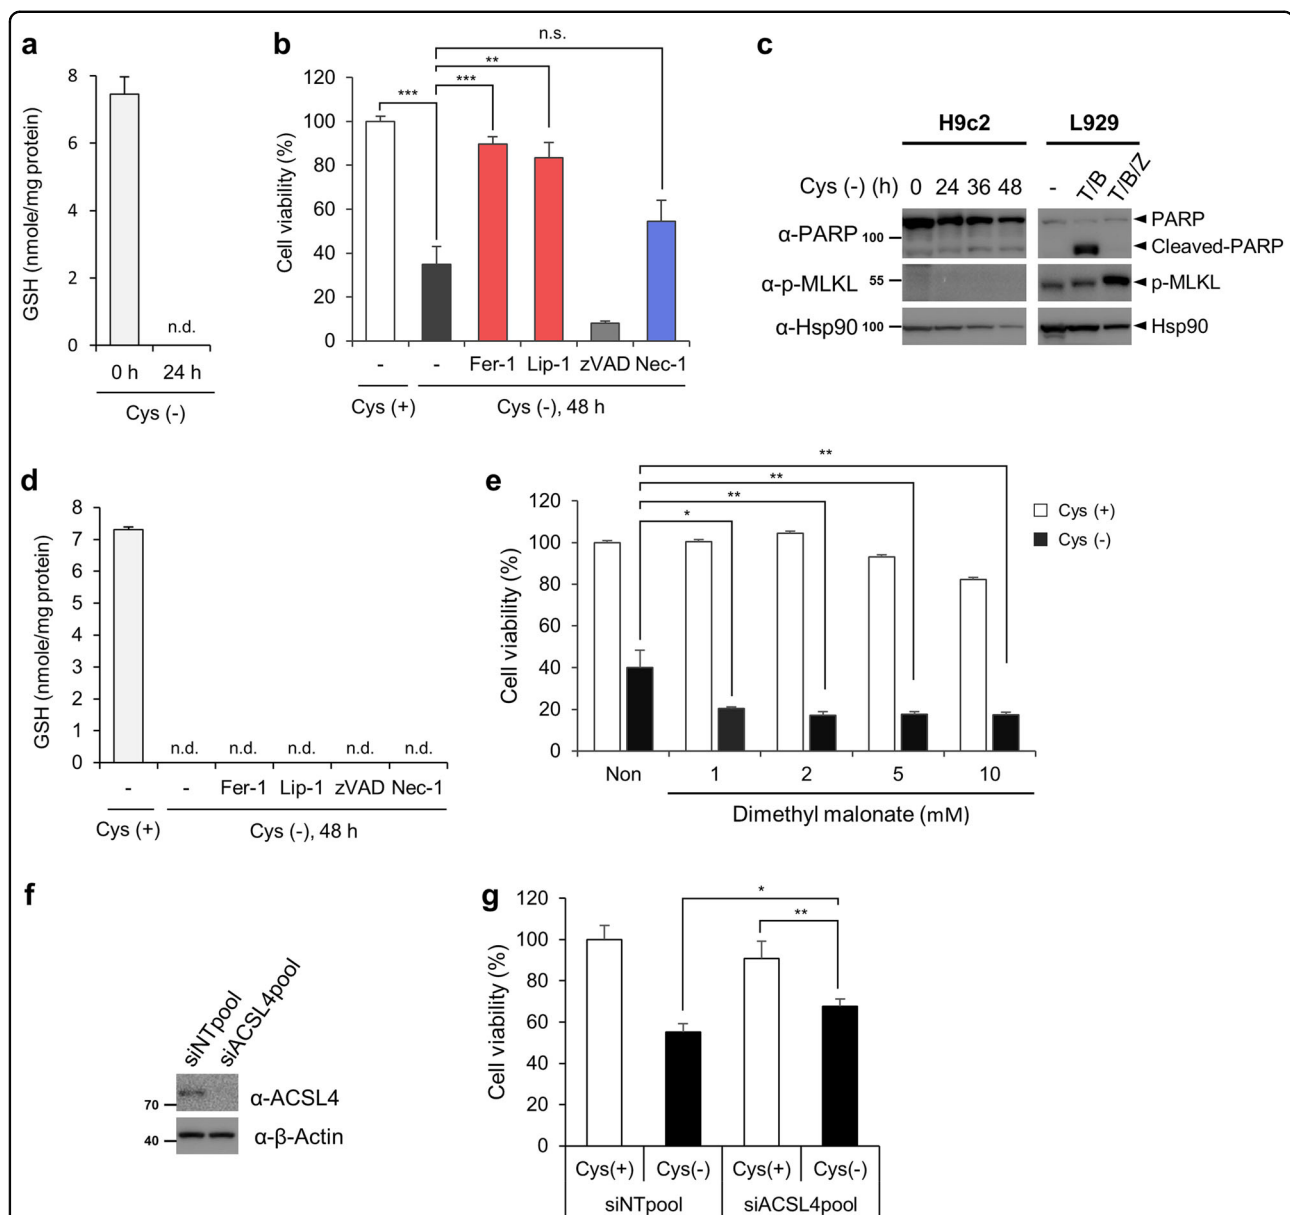 a
GSH (nmole/mg protein)
8
6
4
2
0
n.d.
0 h 24 h
Cys (-)
b
Cell viability (%)
120
100
80
60
40
20
0
***
***
**
n.s.
- - Fer-1 Lip-1 zVAD Nec-1
Cys (+) Cys (-), 48 h
c
H9c2 L929
Cys (-) (h) 0 24 36 48 - T/B T/B/Z
α-PARP 100 PARP
Cleaved-PARP
α-p-MLKL 55 p-MLKL
α-Hsp90 100 Hsp90
d
GSH (nmole/mg protein)
8
7
6
5
4
3
2
1
0
n.d. n.d. n.d. n.d. n.d.
- - Fer-1 Lip-1 zVAD Nec-1
Cys (+) Cys (-), 48 h
e
Cell viability (%)
120
100
80
60
40
20
0
**
**
**
*
Cys (+)
Cys (-)
Non 1 2 5 10
Dimethyl malonate (mM)
f
siNTpool siACSL4pool
70 α-ACSL4
40 α-β-Actin
g
Cell viability (%)
120
100
80
60
40
20
0
*
**
Cys(+) Cys(-) Cys(+) Cys(-)
siNTpool siACSL4pool